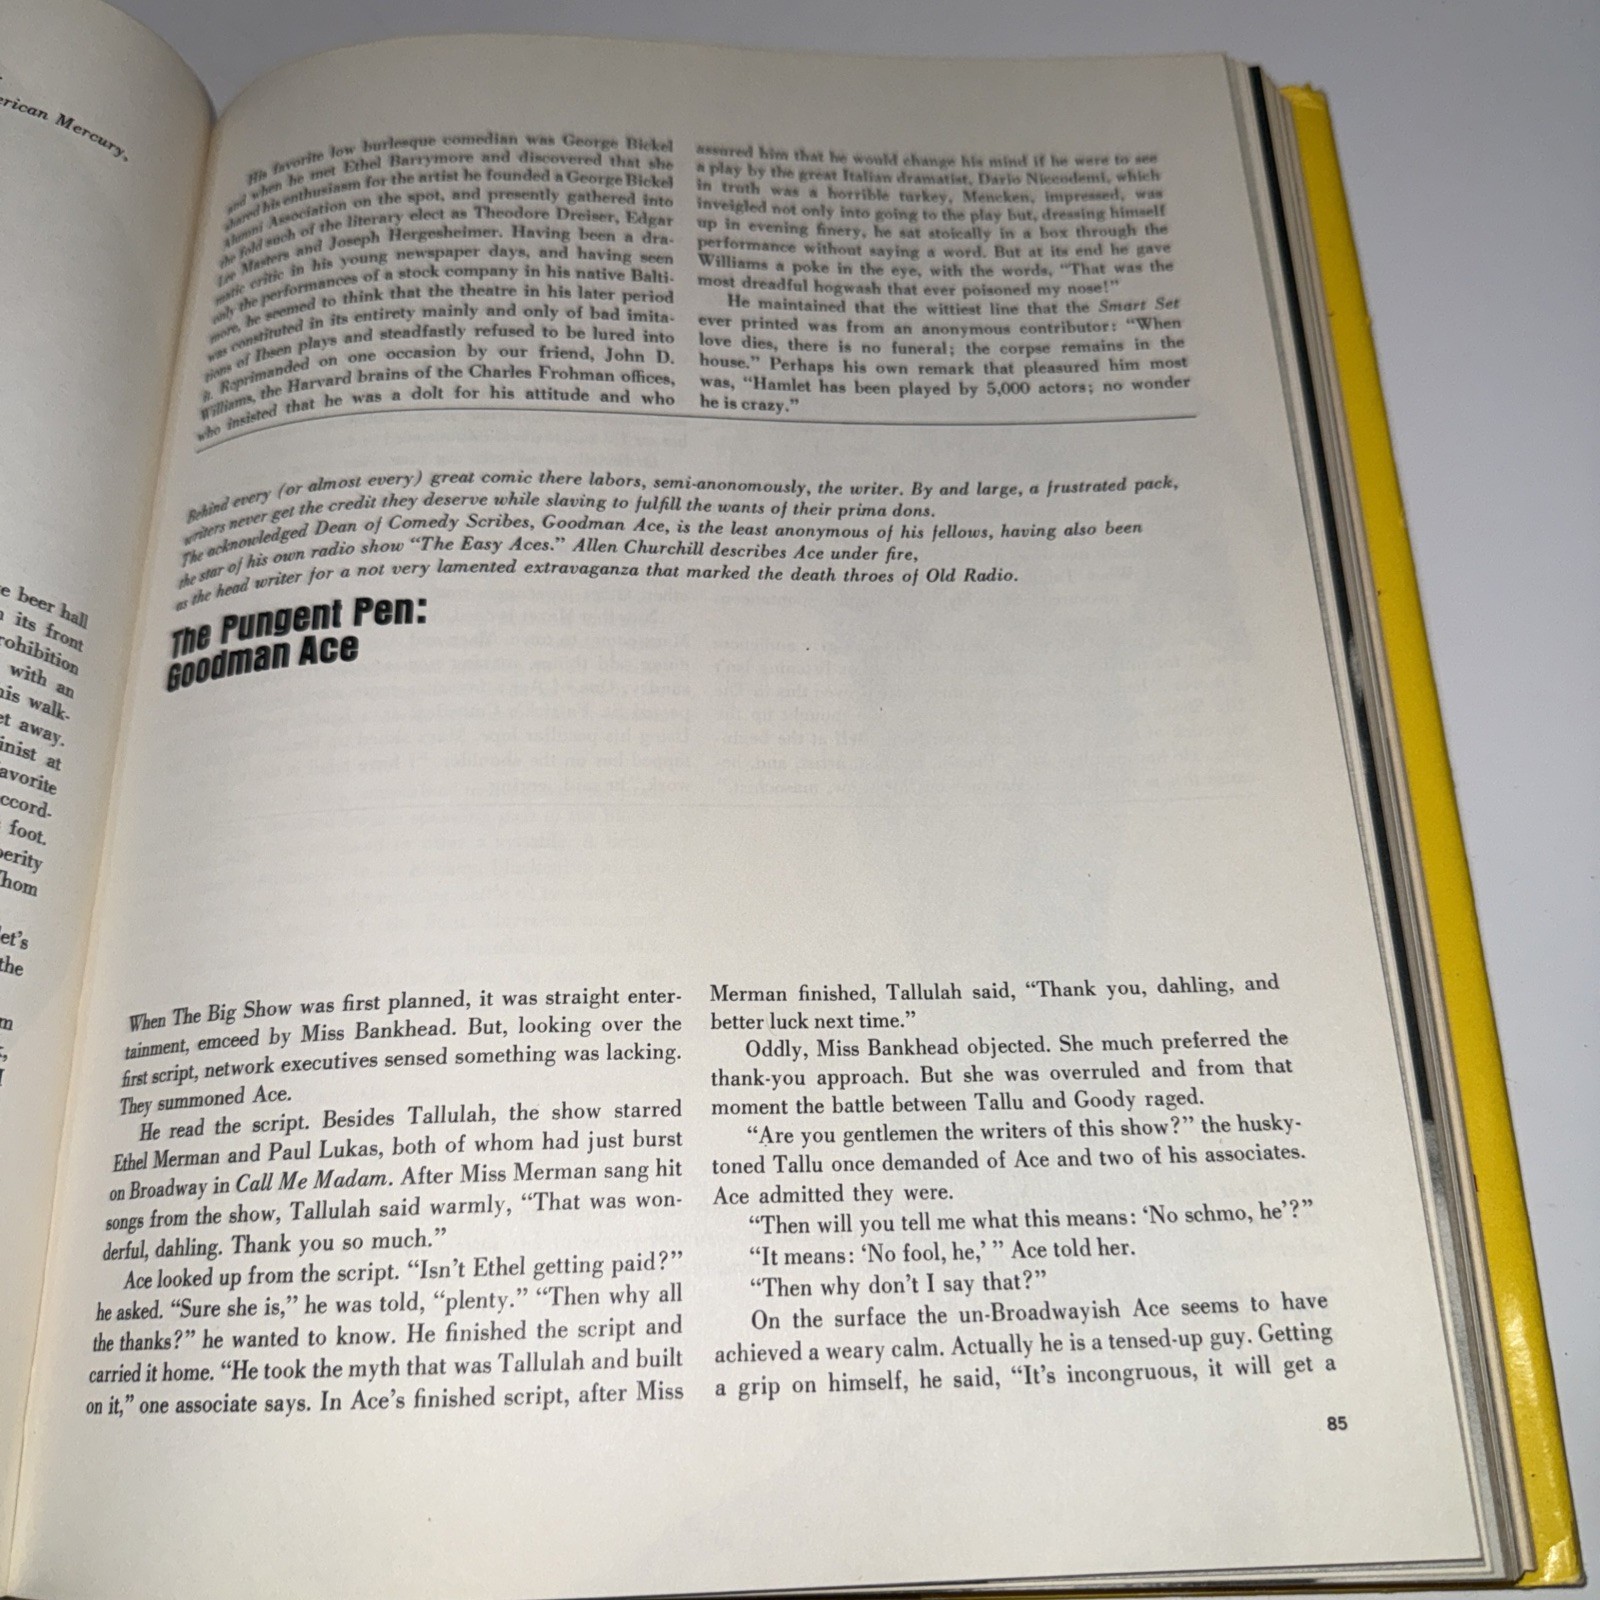 erican Mercury.
e beer hall
its front
rohibition
with an
is walk-
et away.
inist at
avorite
ccord-
foot.
perity
Thom
et's
the
m
His favorite low burlesque comedian was George Bickel
and when he met Ethel Barrymore and discovered that she
shared his enthusiasm for the artist he founded a George Bickel
Alumni Association on the spot, and presently gathered into
the fold such of the literary elect as Theodore Dreiser, Edgar
Lee Masters and Joseph Hergesheimer. Having been a dra-
matic critic in his young newspaper days, and having seen
only the performances of a stock company in his native Balti-
more, he seemed to think that the theatre in his later period
was constituted in its entirety mainly and only of bad imita-
tions of Ibsen plays and steadfastly refused to be lured into
it. Reprimanded on one occasion by our friend, John D.
Williams, the Harvard brains of the Charles Frohman offices,
who insisted that he was a dolt for his attitude and who
assured him that he would change his mind if he were to see
a play by the great Italian dramatist, Dario Niccodemi, which
in truth was a horrible turkey, Mencken, impressed, was
inveigled not only into going to the play but, dressing himself
up in evening finery, he sat stoically in a box through the
performance without saying a word. But at its end he gave
Williams a poke in the eye, with the words, "That was the
most dreadful hogwash that ever poisoned my nose!"
He maintained that the wittiest line that the Smart Set
ever printed was from an anonymous contributor: "When
love dies, there is no funeral; the corpse remains in the
house." Perhaps his own remark that pleasured him most
was, "Hamlet has been played by 5,000 actors; no wonder
he is crazy."
Behind every (or almost every) great comic there labors, semi-anonomously, the writer. By and large, a frustrated pack,
writers never get the credit they deserve while slaving to fulfill the wants of their prima dons.
The acknowledged Dean of Comedy Scribes, Goodman Ace, is the least anonymous of his fellows, having also been
the star of his own radio show "The Easy Aces." Allen Churchill describes Ace under fire,
as the head writer for a not very lamented extravaganza that marked the death throes of Old Radio.
The Pungent Pen:
Goodman Ace
When The Big Show was first planned, it was straight enter-
tainment, emceed by Miss Bankhead. But, looking over the
first script, network executives sensed something was lacking.
They summoned Ace.
He read the script. Besides Tallulah, the show starred
Ethel Merman and Paul Lukas, both of whom had just burst
on Broadway in Call Me Madam. After Miss Merman sang hit
songs from the show, Tallulah said warmly, "That was won-
derful, dahling. Thank you so much."
Ace looked up from the script. "Isn't Ethel getting paid?"
he asked. "Sure she is," he was told, "plenty." "Then why all
the thanks?" he wanted to know. He finished the script and
carried it home. "He took the myth that was Tallulah and built
on it," one associate says. In Ace's finished script, after Miss
Merman finished, Tallulah said, "Thank you, dahling, and
better luck next time."
Oddly, Miss Bankhead objected. She much preferred the
thank-you approach. But she was overruled and from that
moment the battle between Tallu and Goody raged.
"Are you gentlemen the writers of this show?" the husky-
toned Tallu once demanded of Ace and two of his associates.
Ace admitted they were.
"Then will you tell me what this means: 'No schmo, he'?"
"It means: 'No fool, he,' " Ace told her.
"Then why don't I say that?"
On the surface the un-Broadwayish Ace seems to have
achieved a weary calm. Actually he is a tensed-up guy. Getting
a grip on himself, he said, "It's incongruous, it will get a
85